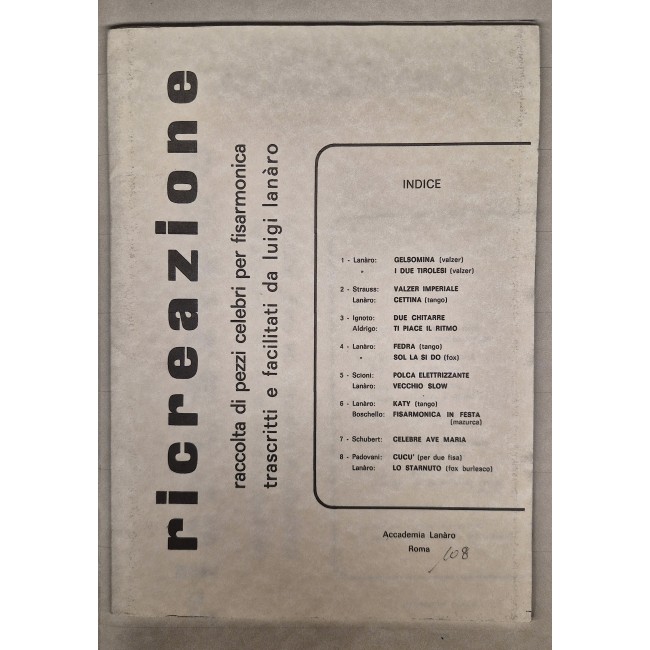 ricreazione
raccolta di pezzi celebri per fisarmonica
trascritti e facilitati da luigi lanàro
INDICE
1 - Lanàro: GELSOMINA (valzer)
" I DUE TIROLESI (valzer)
2 - Strauss: VALZER IMPERIALE
Lanàro: CETTINA (tango)
3 - Ignoto: DUE CHITARRE
Aldrigo: TI PIACE IL RITMO
4 - Lanàro: FEDRA (tango)
" SOL LA SI DO (fox)
5 - Scioni: POLCA ELETTRIZZANTE
Lanàro: VECCHIO SLOW
6 - Lanàro: KATY (tango)
Boschello: FISARMONICA IN FESTA
(mazurca)
7 - Schubert: CELEBRE AVE MARIA
8 - Padovani: CUCU' (per due fisa)
Lanàro: LO STARNUTO (fox burlesco)
Accademia Lanàro
Roma
108